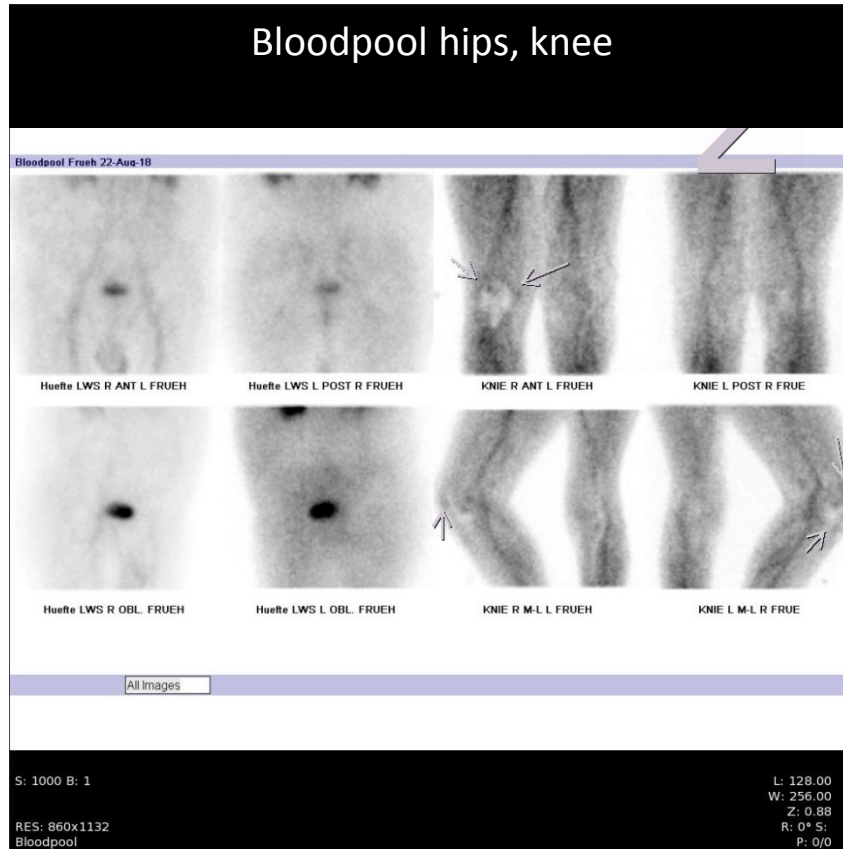 Bloodpool hips, knee
Bloodpool Frueh 22-Aug-18
Huefte LWS R ANT L FRUEH
Huefte LWS L POST R FRUEH
KNIE R ANT L FRUEH
KNIE L POST R FRUE
Huefte LWS R OBL. FRUEH
Huefte LWS L OBL. FRUEH
KNIE R M-L L FRUEH
KNIE L M-L R FRUE
All Images
S: 1000 B: 1
L: 128.00
W: 256.00
Z: 0.88
RES: 860x1132
R: 0° S:
Bloodpool
P: 0/0